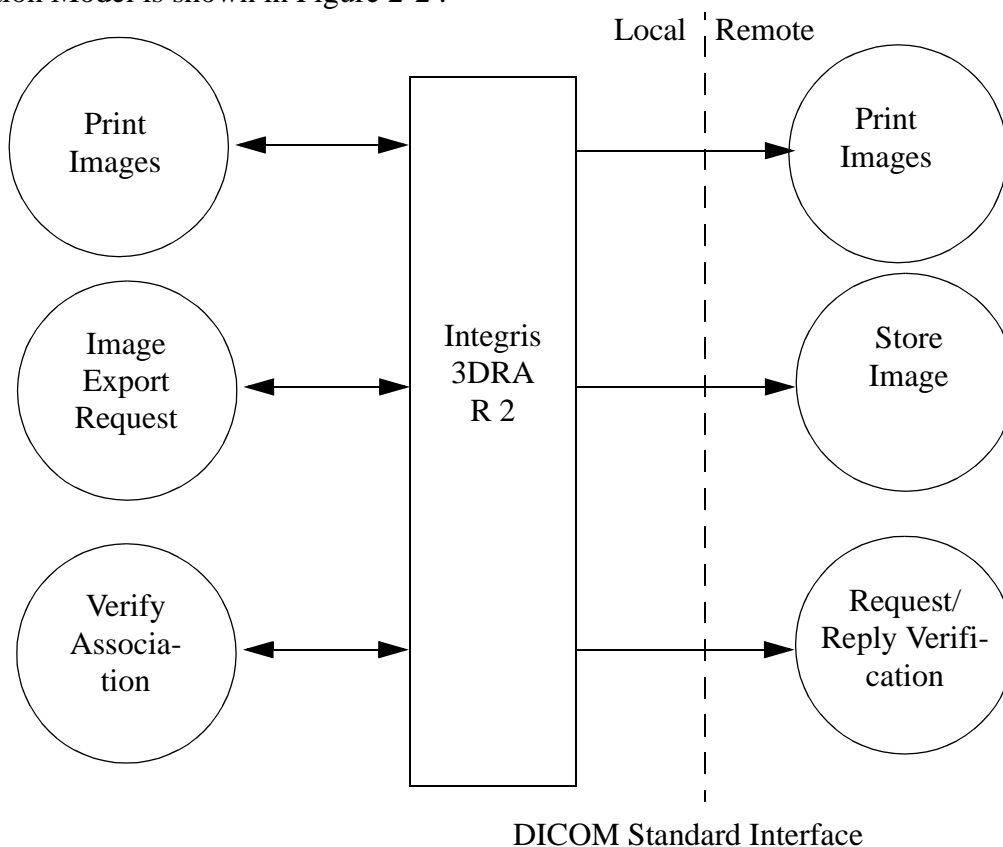 ion Model is shown in Figure 2-2 .
Local Remote
Print
Images
Print
Images
Image
Export
Request
Integris
3DRA
R 2
Store
Image
Verify
Associa-
tion
Request/
Reply Verifi-
cation
DICOM Standard Interface